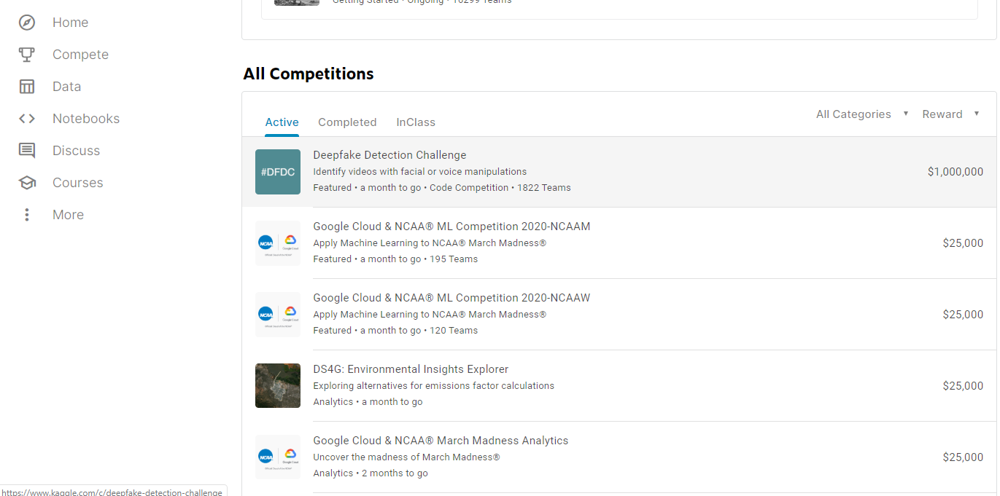 Getting Started • Ongoing • 16299 Teams
Home
Compete
Data
Notebooks
Discuss
Courses
More
All Competitions
Active Completed InClass
All Categories ▾ Reward ▾
#DFDC
Deepfake Detection Challenge
Identify videos with facial or voice manipulations
Featured • a month to go • Code Competition • 1822 Teams
$1,000,000
NCAA Google Cloud
Google Cloud & NCAA® ML Competition 2020-NCAAM
Apply Machine Learning to NCAA® March Madness®
Featured • a month to go • 195 Teams
$25,000
NCAA Google Cloud
Google Cloud & NCAA® ML Competition 2020-NCAAW
Apply Machine Learning to NCAA® March Madness®
Featured • a month to go • 120 Teams
$25,000
DS4G: Environmental Insights Explorer
Exploring alternatives for emissions factor calculations
Analytics • a month to go
$25,000
NCAA Google Cloud
Google Cloud & NCAA® March Madness Analytics
Uncover the madness of March Madness®
Analytics • 2 months to go
$25,000
https://www.kaggle.com/c/deepfake-detection-challenge